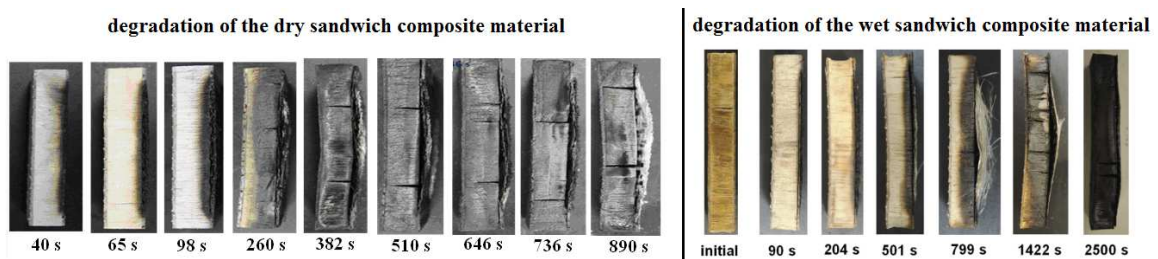 degradation of the dry sandwich composite material
40 s 65 s 98 s 260 s 382 s 510 s 646 s 736 s 890 s
degradation of the wet sandwich composite material
initial 90 s 204 s 501 s 799 s 1422 s 2500 s